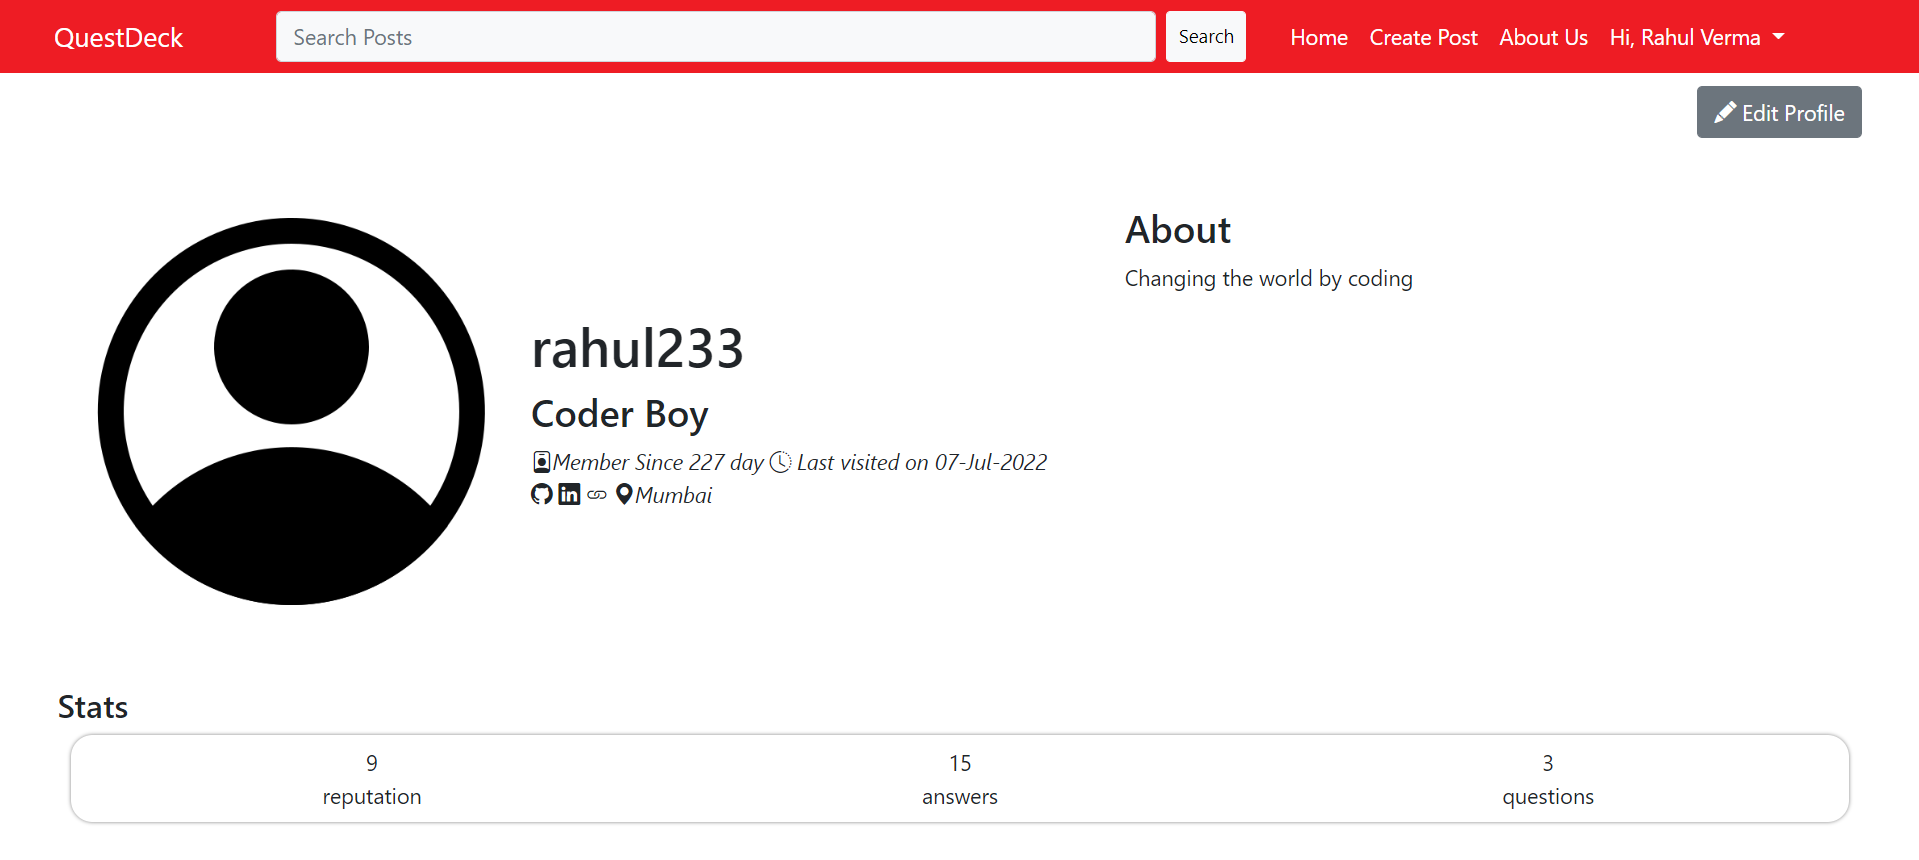 QuestDeck Search Posts Search Home Create Post About Us Hi, Rahul Verma
Edit Profile
About
Changing the world by coding
rahul233
Coder Boy
Member Since 227 day Last visited on 07-Jul-2022
Mumbai
Stats
9 15 3
reputation answers questions